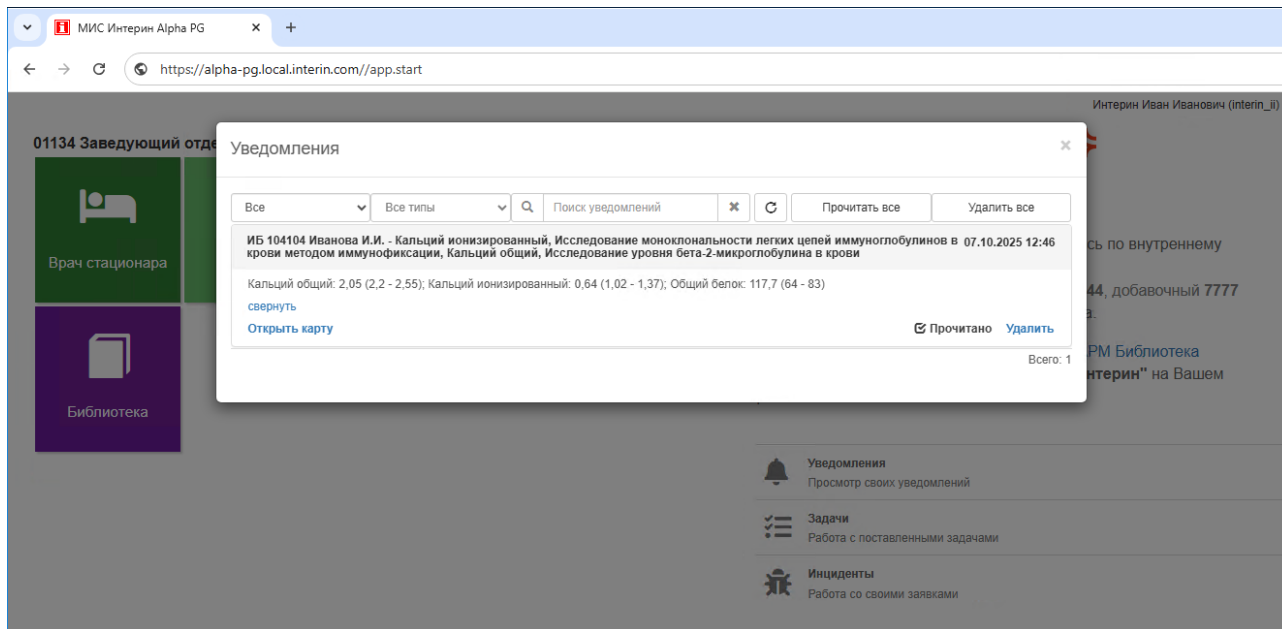 МИС Интерин Alpha PG
https://alpha-pg.local.interin.com//app.start
Интерин Иван Иванович (interin_ii)
01134 Заведующий отде
Врач стационара
Библиотека
Уведомления
Все
Все типы
Поиск уведомлений
Прочитать все
Удалить все
ИБ 104104 Иванова И.И. - Кальций ионизированный, Исследование моноклональности легких цепей иммуноглобулинов в 07.10.2025 12:46
крови методом иммунофиксации, Кальций общий, Исследование уровня бета-2-микроглобулина в крови
Кальций общий: 2,05 (2,2 - 2,55); Кальций ионизированный: 0,64 (1,02 - 1,37); Общий белок: 117,7 (64 - 83)
свернуть
Открыть карту
Прочитано Удалить
Всего: 1
сь по внутреннему
44, добавочный 7777
а.
РМ Библиотека
нтерин" на Вашем
Уведомления
Просмотр своих уведомлений
Задачи
Работа с поставленными задачами
Инциденты
Работа со своими заявками